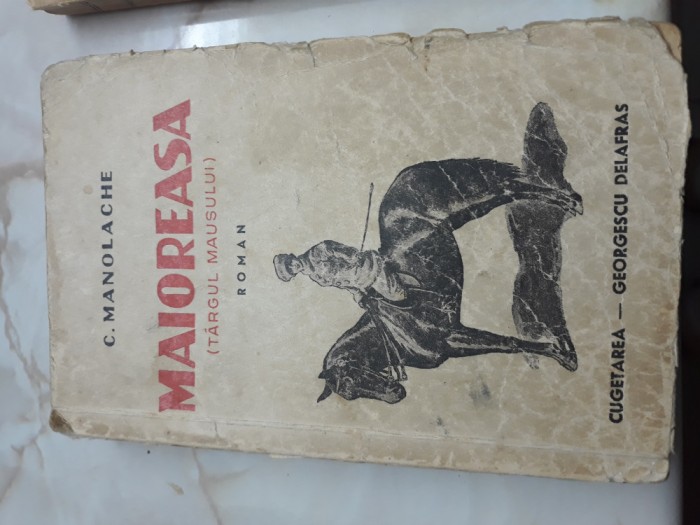 C. MANOLACHE
MAIOREASA
(TÂRGUL MAUSULUI)
ROMAN
CUGETAREA — GEORGESCU DELAFRAS